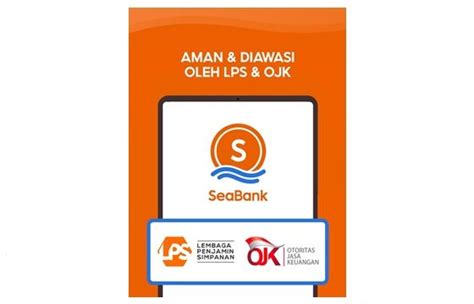 AMAN & DIAWASI
OLEH LPS & OJK
S
SeaBank
LPS
LEMBAGA
PENJAMIN
SIMPANAN
OJK
OTORITAS
JASA
KEUANGAN